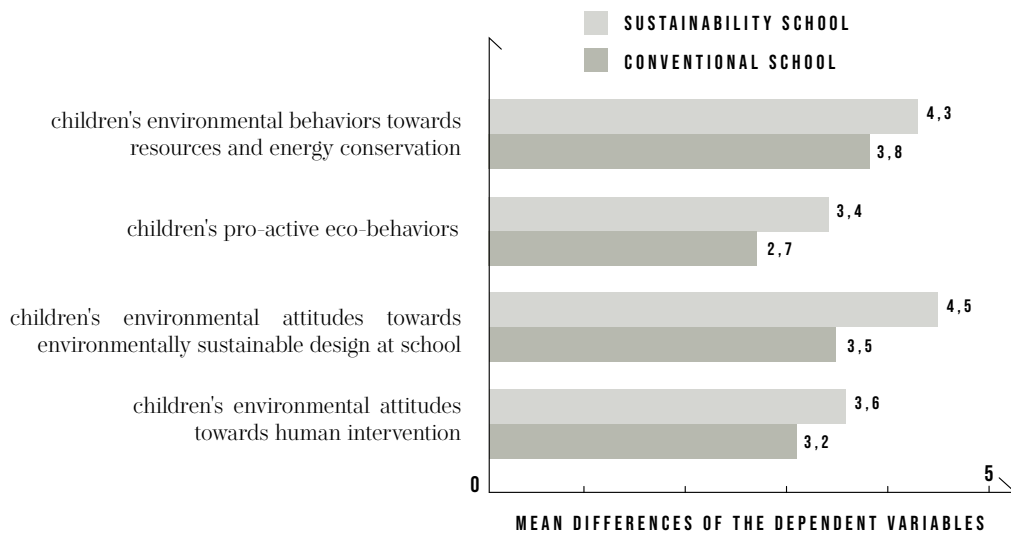 SUSTAINABILITY SCHOOL
CONVENTIONAL SCHOOL
children's environmental behaviors towards
resources and energy conservation
4,3
3,8
children's pro-active eco-behaviors
3,4
2,7
children's environmental attitudes towards
environmentally sustainable design at school
4,5
3,5
children's environmental attitudes
towards human intervention
3,6
3,2
0
5
MEAN DIFFERENCES OF THE DEPENDENT VARIABLES